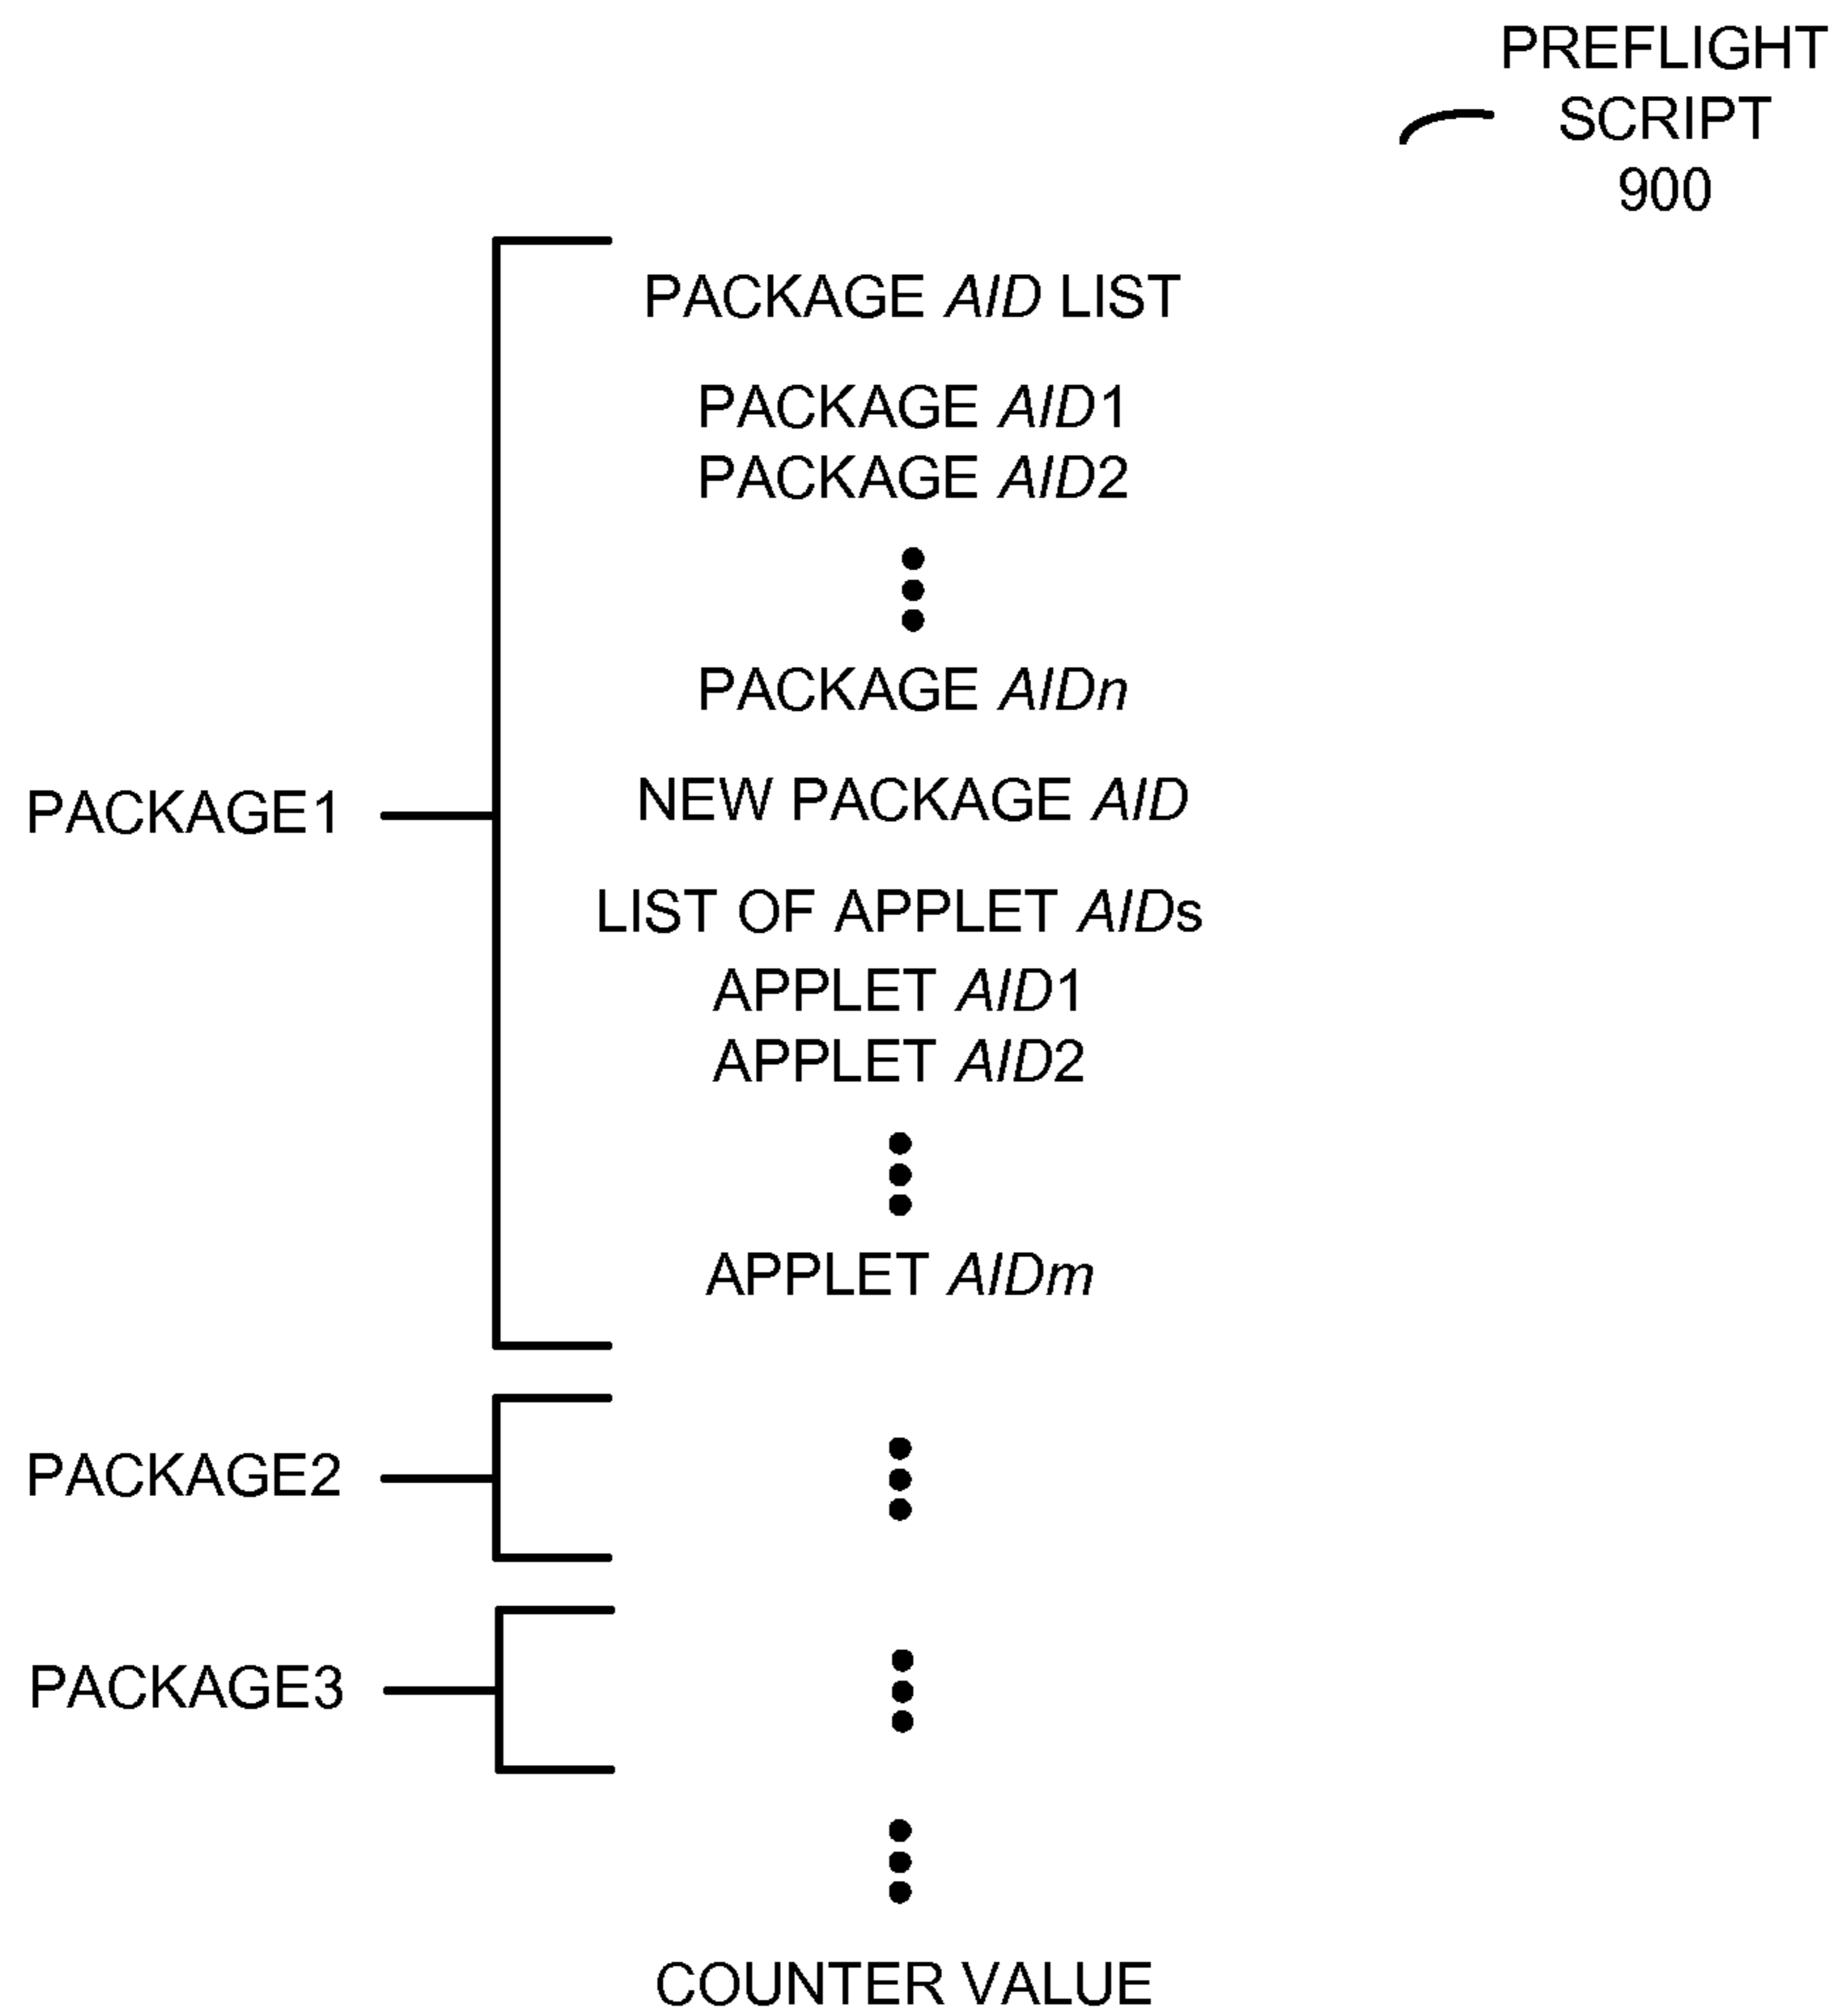 PREFLIGHT
SCRIPT
900
PACKAGE AID LIST
PACKAGE AID1
PACKAGE AID2
PACKAGE AIDn
NEW PACKAGE AID
PACKAGE1
LIST OF APPLET AIDs
APPLET AID1
APPLET AID2
APPLET AIDm
PACKAGE2
PACKAGE3
COUNTER VALUE